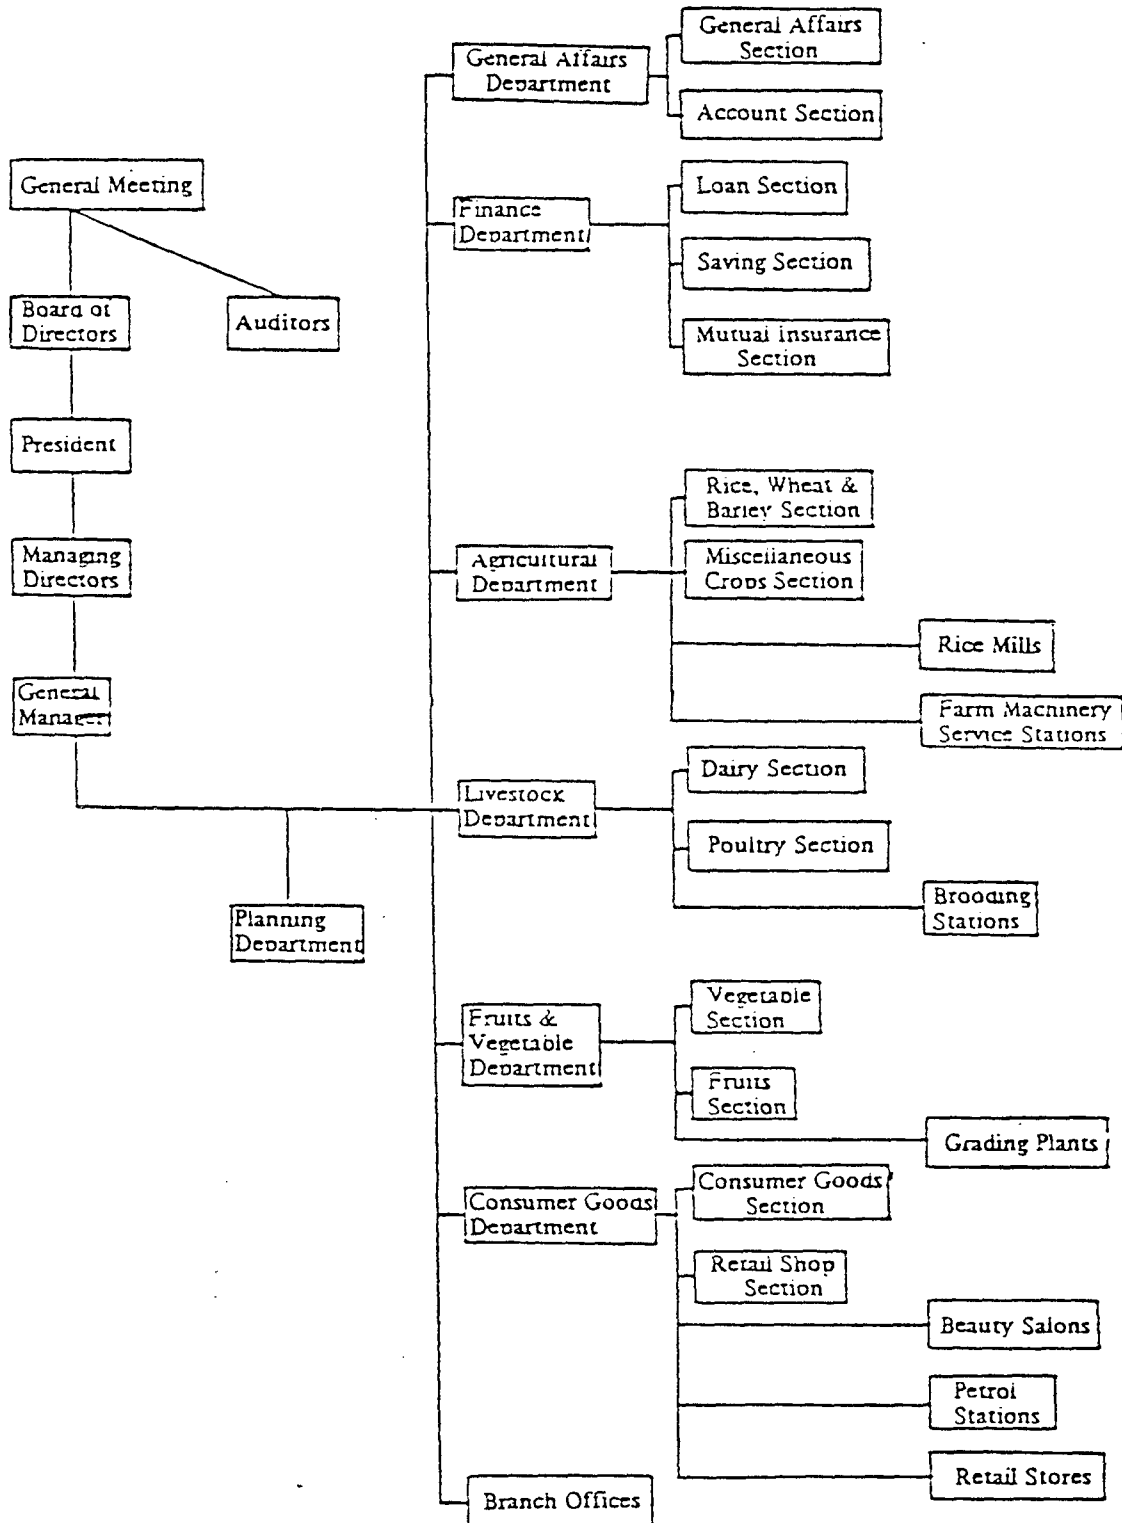 General Affairs
Section
General Affairs
Department
Account Section
General Meeting
Loan Section
Finance
Department
Saving Section
Board of
Directors
Auditors
Mutual Insurance
Section
President
Rice, Wheat &
Barley Section
Managing
Directors
Agricultural
Department
Miscellaneous
Crops Section
Rice Mills
General
Manager
Farm Machinery
Service Stations
Dairy Section
Livestock
Department
Poultry Section
Brooding
Stations
Planning
Department
Vegetable
Section
Fruits &
Vegetable
Department
Fruits
Section
Grading Plants
Consumer Goods
Section
Consumer Goods
Department
Retail Shop
Section
Beauty Salons
Petrol
Stations
Retail Stores
Branch Offices